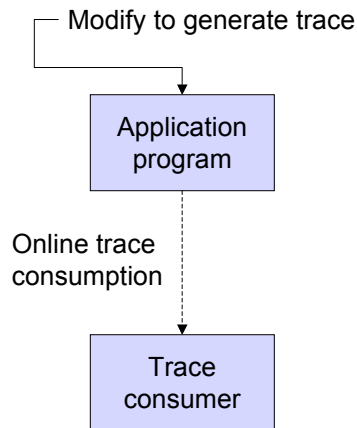 Modify to generate trace
Application
program
Online trace
consumption
Trace
consumer